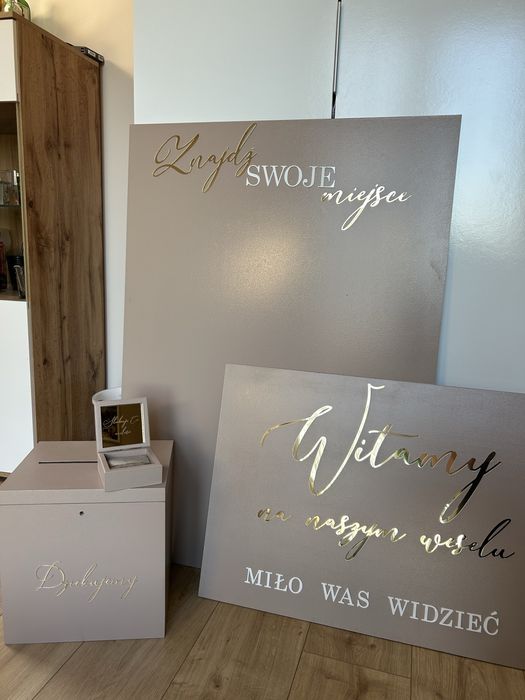 Znajdź
SWOJE
miejsce
Witamy
na naszym weselu
MIŁO WAS WIDZIEĆ
Dziękujemy